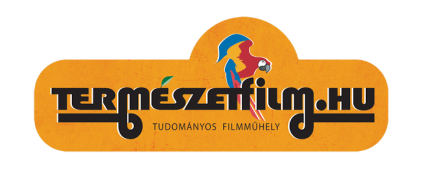 TERMÉSZETfilm.HU
TUDOMÁNYOS FILMMŰHELY